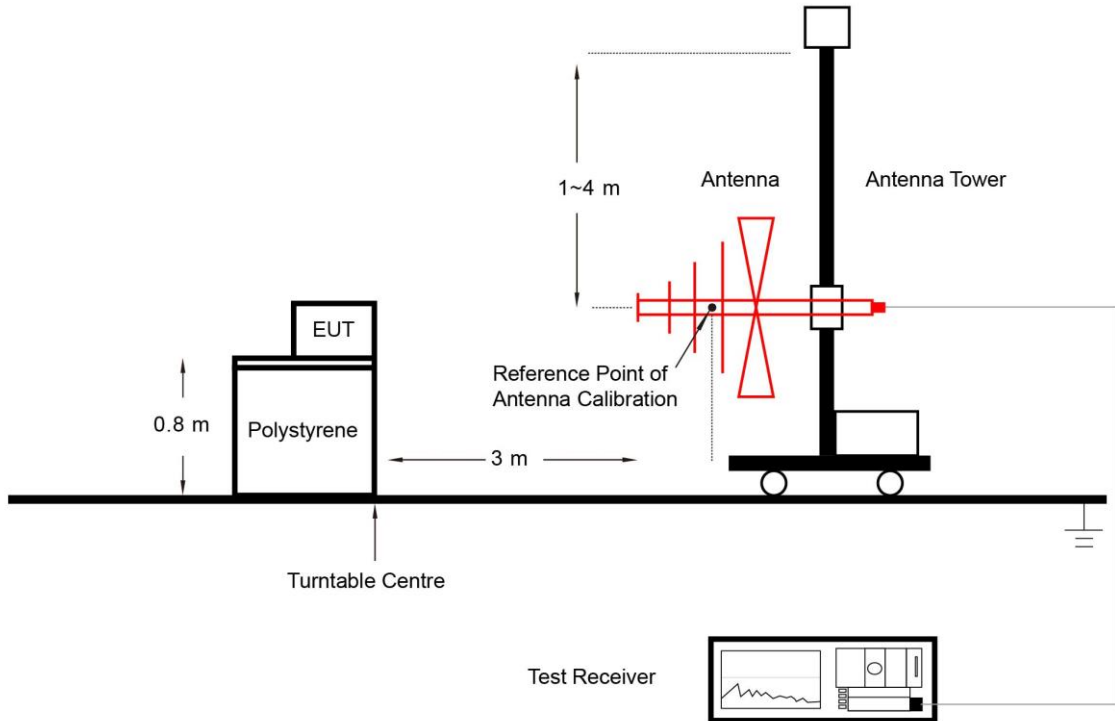 1~4 m
Antenna
Antenna Tower
EUT
Reference Point of
Antenna Calibration
0.8 m
Polystyrene
3 m
Turntable Centre
Test Receiver